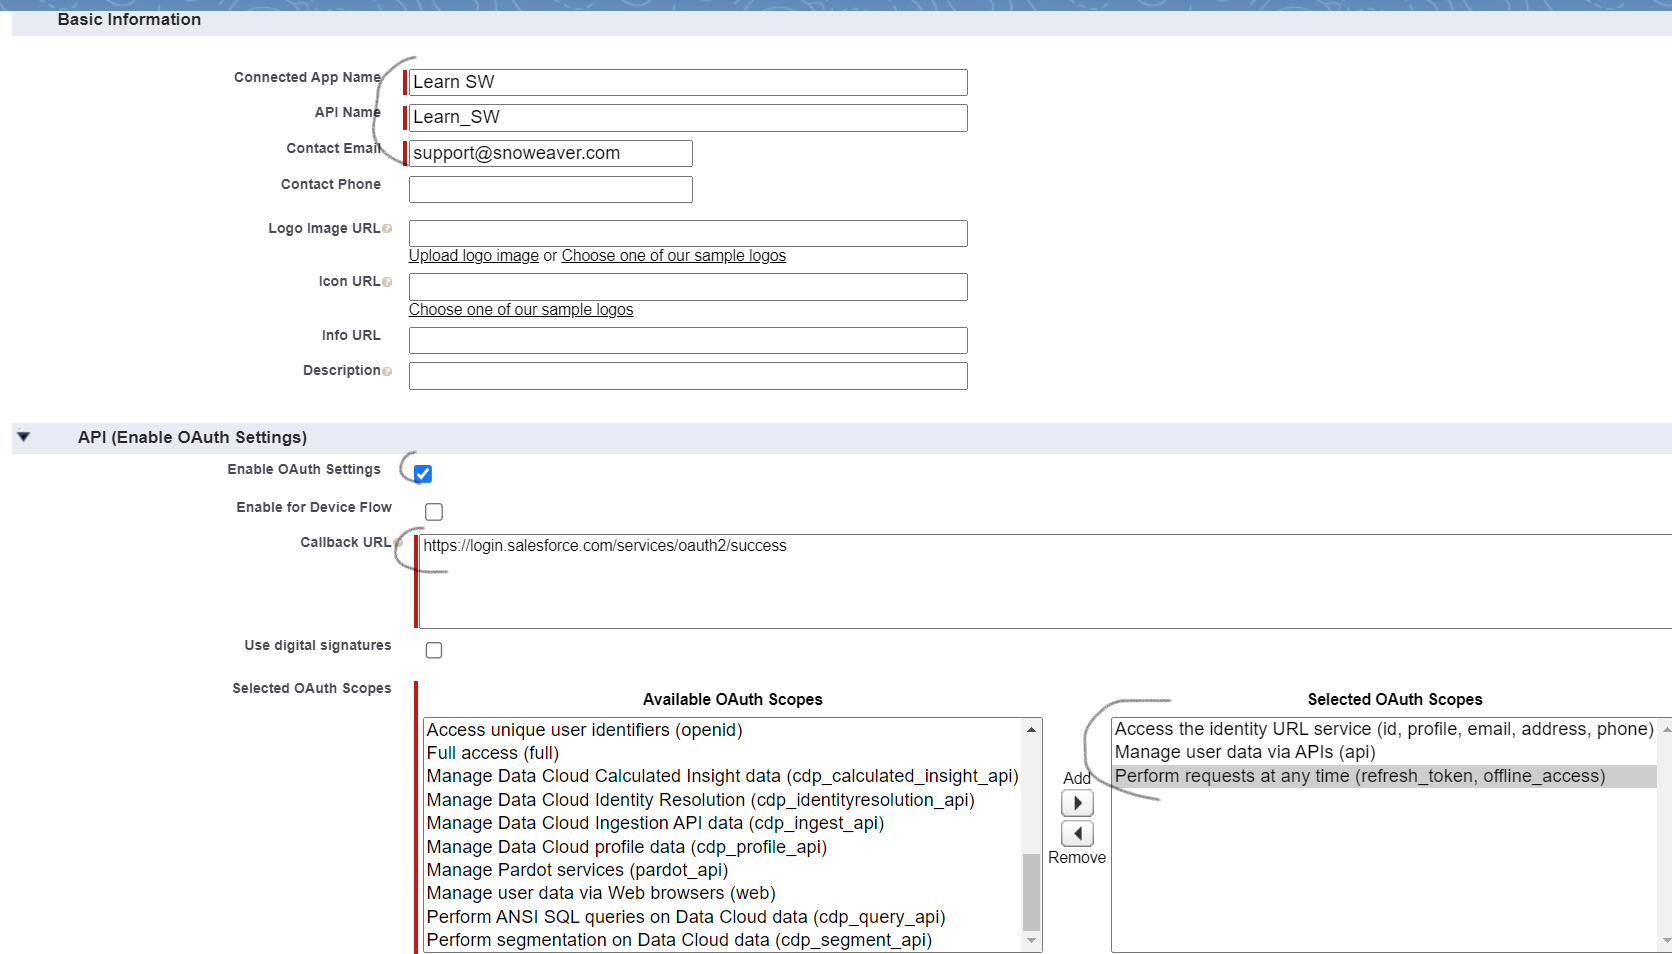 Basic Information
Connected App Name Learn SW
API Name Learn_SW
Contact Email support@snoweaver.com
Contact Phone
Logo Image URL ?
Upload logo image or Choose one of our sample logos
Icon URL ?
Choose one of our sample logos
Info URL
Description ?
API (Enable OAuth Settings)
Enable OAuth Settings
Enable for Device Flow
Callback URL https://login.salesforce.com/services/oauth2/success
Use digital signatures
Selected OAuth Scopes
Available OAuth Scopes
Access unique user identifiers (openid)
Full access (full)
Manage Data Cloud Calculated Insight data (cdp_calculated_insight_api)
Manage Data Cloud Identity Resolution (cdp_identityresolution_api)
Manage Data Cloud Ingestion API data (cdp_ingest_api)
Manage Data Cloud profile data (cdp_profile_api)
Manage Pardot services (pardot_api)
Manage user data via Web browsers (web)
Perform ANSI SQL queries on Data Cloud data (cdp_query_api)
Perform segmentation on Data Cloud data (cdp_segment_api)
Add
Remove
Selected OAuth Scopes
Access the identity URL service (id, profile, email, address, phone)
Manage user data via APIs (api)
Perform requests at any time (refresh_token, offline_access)